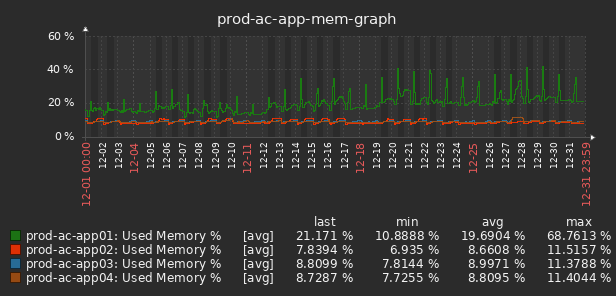 prod-ac-app-mem-graph
60 %
40 %
20 %
0 %
12-01 00:00 12-02 12-03 12-04 12-05 12-06 12-07 12-08 12-09 12-10 12-11 12-12 12-13 12-14 12-15 12-16 12-17 12-18 12-19 12-20 12-21 12-22 12-23 12-24 12-25 12-26 12-27 12-28 12-29 12-30 12-31 12-31 23:59
last min avg max
prod-ac-app01: Used Memory % [avg] 21.171 % 10.8888 % 19.6904 % 68.7613 %
prod-ac-app02: Used Memory % [avg] 7.8394 % 6.935 % 8.6608 % 11.5157 %
prod-ac-app03: Used Memory % [avg] 8.8099 % 7.8144 % 8.9971 % 11.3788 %
prod-ac-app04: Used Memory % [avg] 8.7287 % 7.7255 % 8.8095 % 11.4044 %